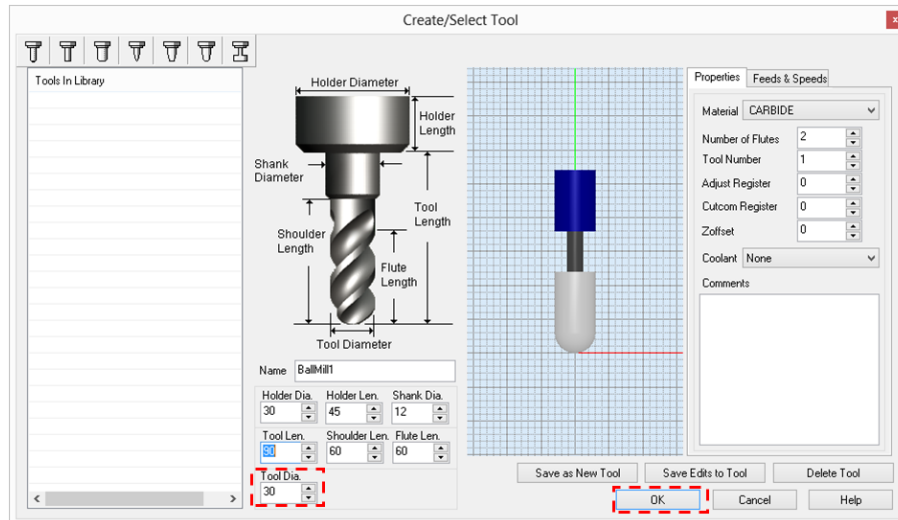 Create/Select Tool
x
Tools In Library
Holder Diameter
Holder
Length
Shank
Diameter
Tool
Length
Shoulder
Length
Flute
Length
Tool Diameter
Name BallMill1
Holder Dia. Holder Len. Shank Dia.
30 45 12
Tool Len. Shoulder Len. Flute Len.
90 60 60
Tool Dia.
30
Properties Feeds & Speeds
Material CARBIDE
Number of Flutes 2
Tool Number 1
Adjust Register 0
Cutcom Register 0
Zoffset 0
Coolant None
Comments
Save as New Tool Save Edits to Tool Delete Tool
OK Cancel Help